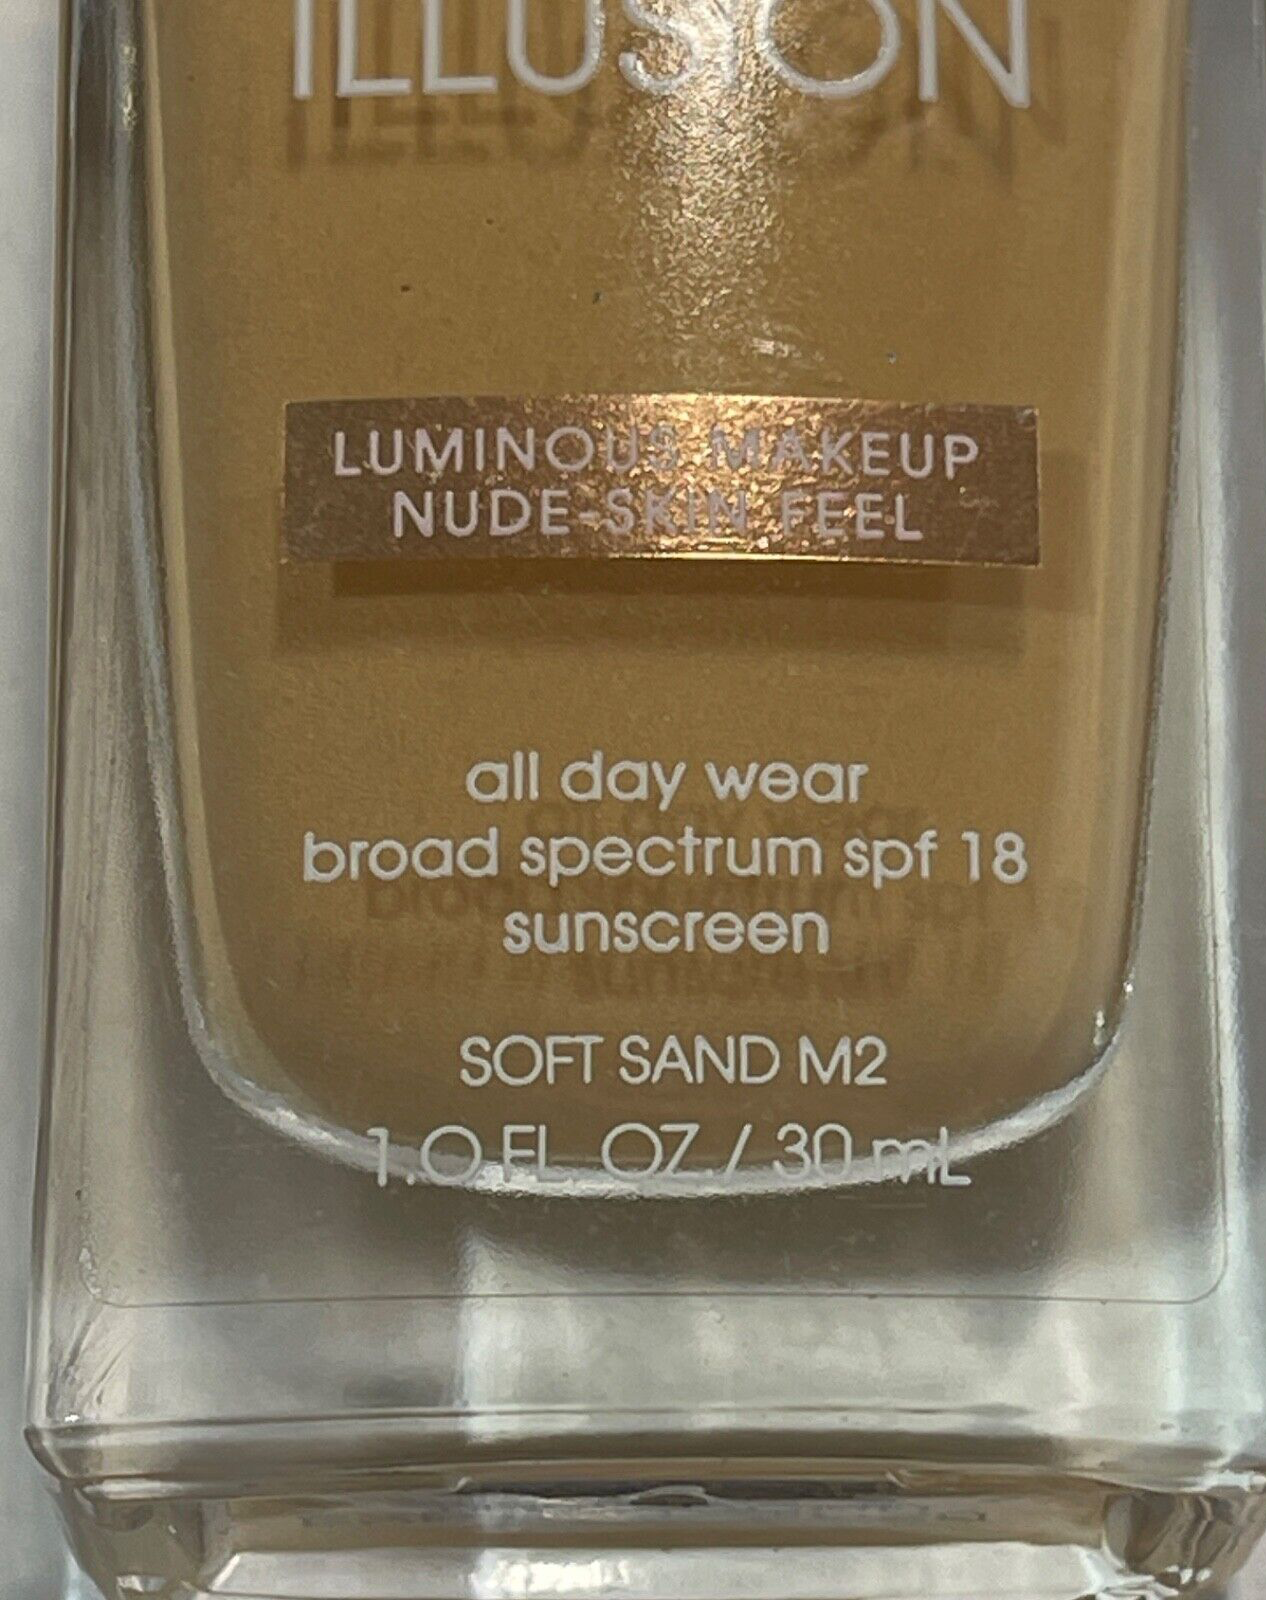 ILLUSION
LUMINOUS MAKEUP
NUDE-SKIN FEEL
all day wear
broad spectrum spf 18
sunscreen
SOFT SAND M2
1.0 FL. OZ. / 30 mL